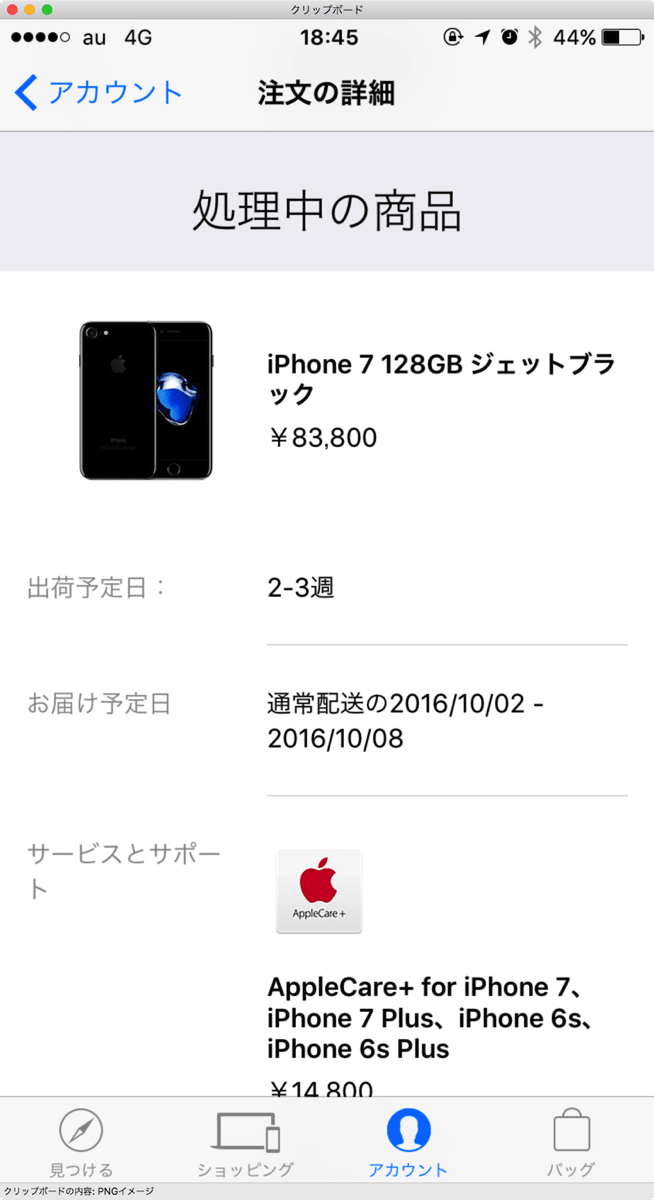 クリップボード
au 4G 18:45 44%
アカウント 注文の詳細
処理中の商品
iPhone 7 128GB ジェットブラ
ック
￥83,800
出荷予定日：
2-3週
お届け予定日
通常配送の2016/10/02 -
2016/10/08
サービスとサポー
ト
AppleCare+
AppleCare+ for iPhone 7、
iPhone 7 Plus、iPhone 6s、
iPhone 6s Plus
￥14,800
見つける ショッピング アカウント バッグ
クリップボードの内容: PNGイメージ